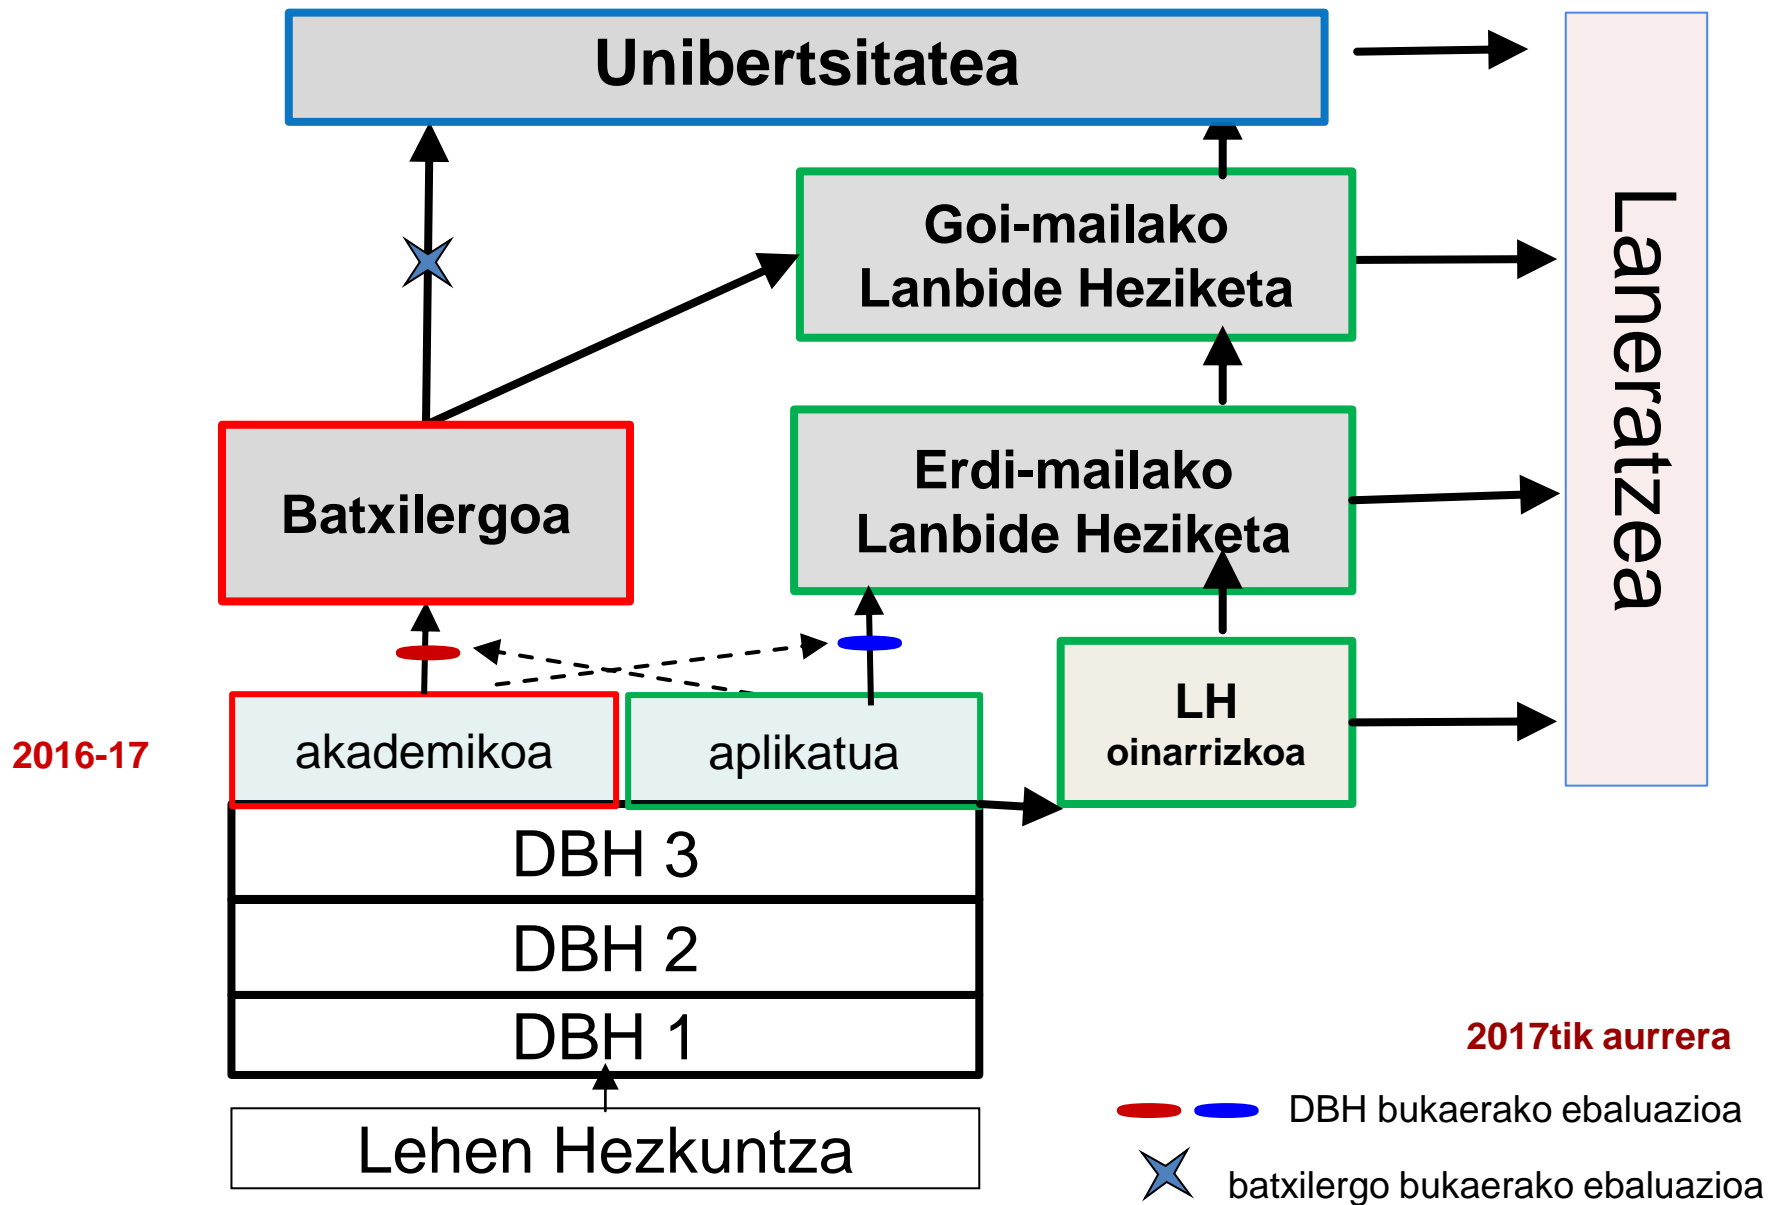 Unibertsitatea
Goi-mailako
Lanbide Heziketa
Laneratzea
Batxilergoa
Erdi-mailako
Lanbide Heziketa
2016-17
akademikoa
aplikatua
LH
oinarrizkoa
DBH 3
DBH 2
DBH 1
Lehen Hezkuntza
2017tik aurrera
DBH bukaerako ebaluazioa
batxilergo bukaerako ebaluazioa